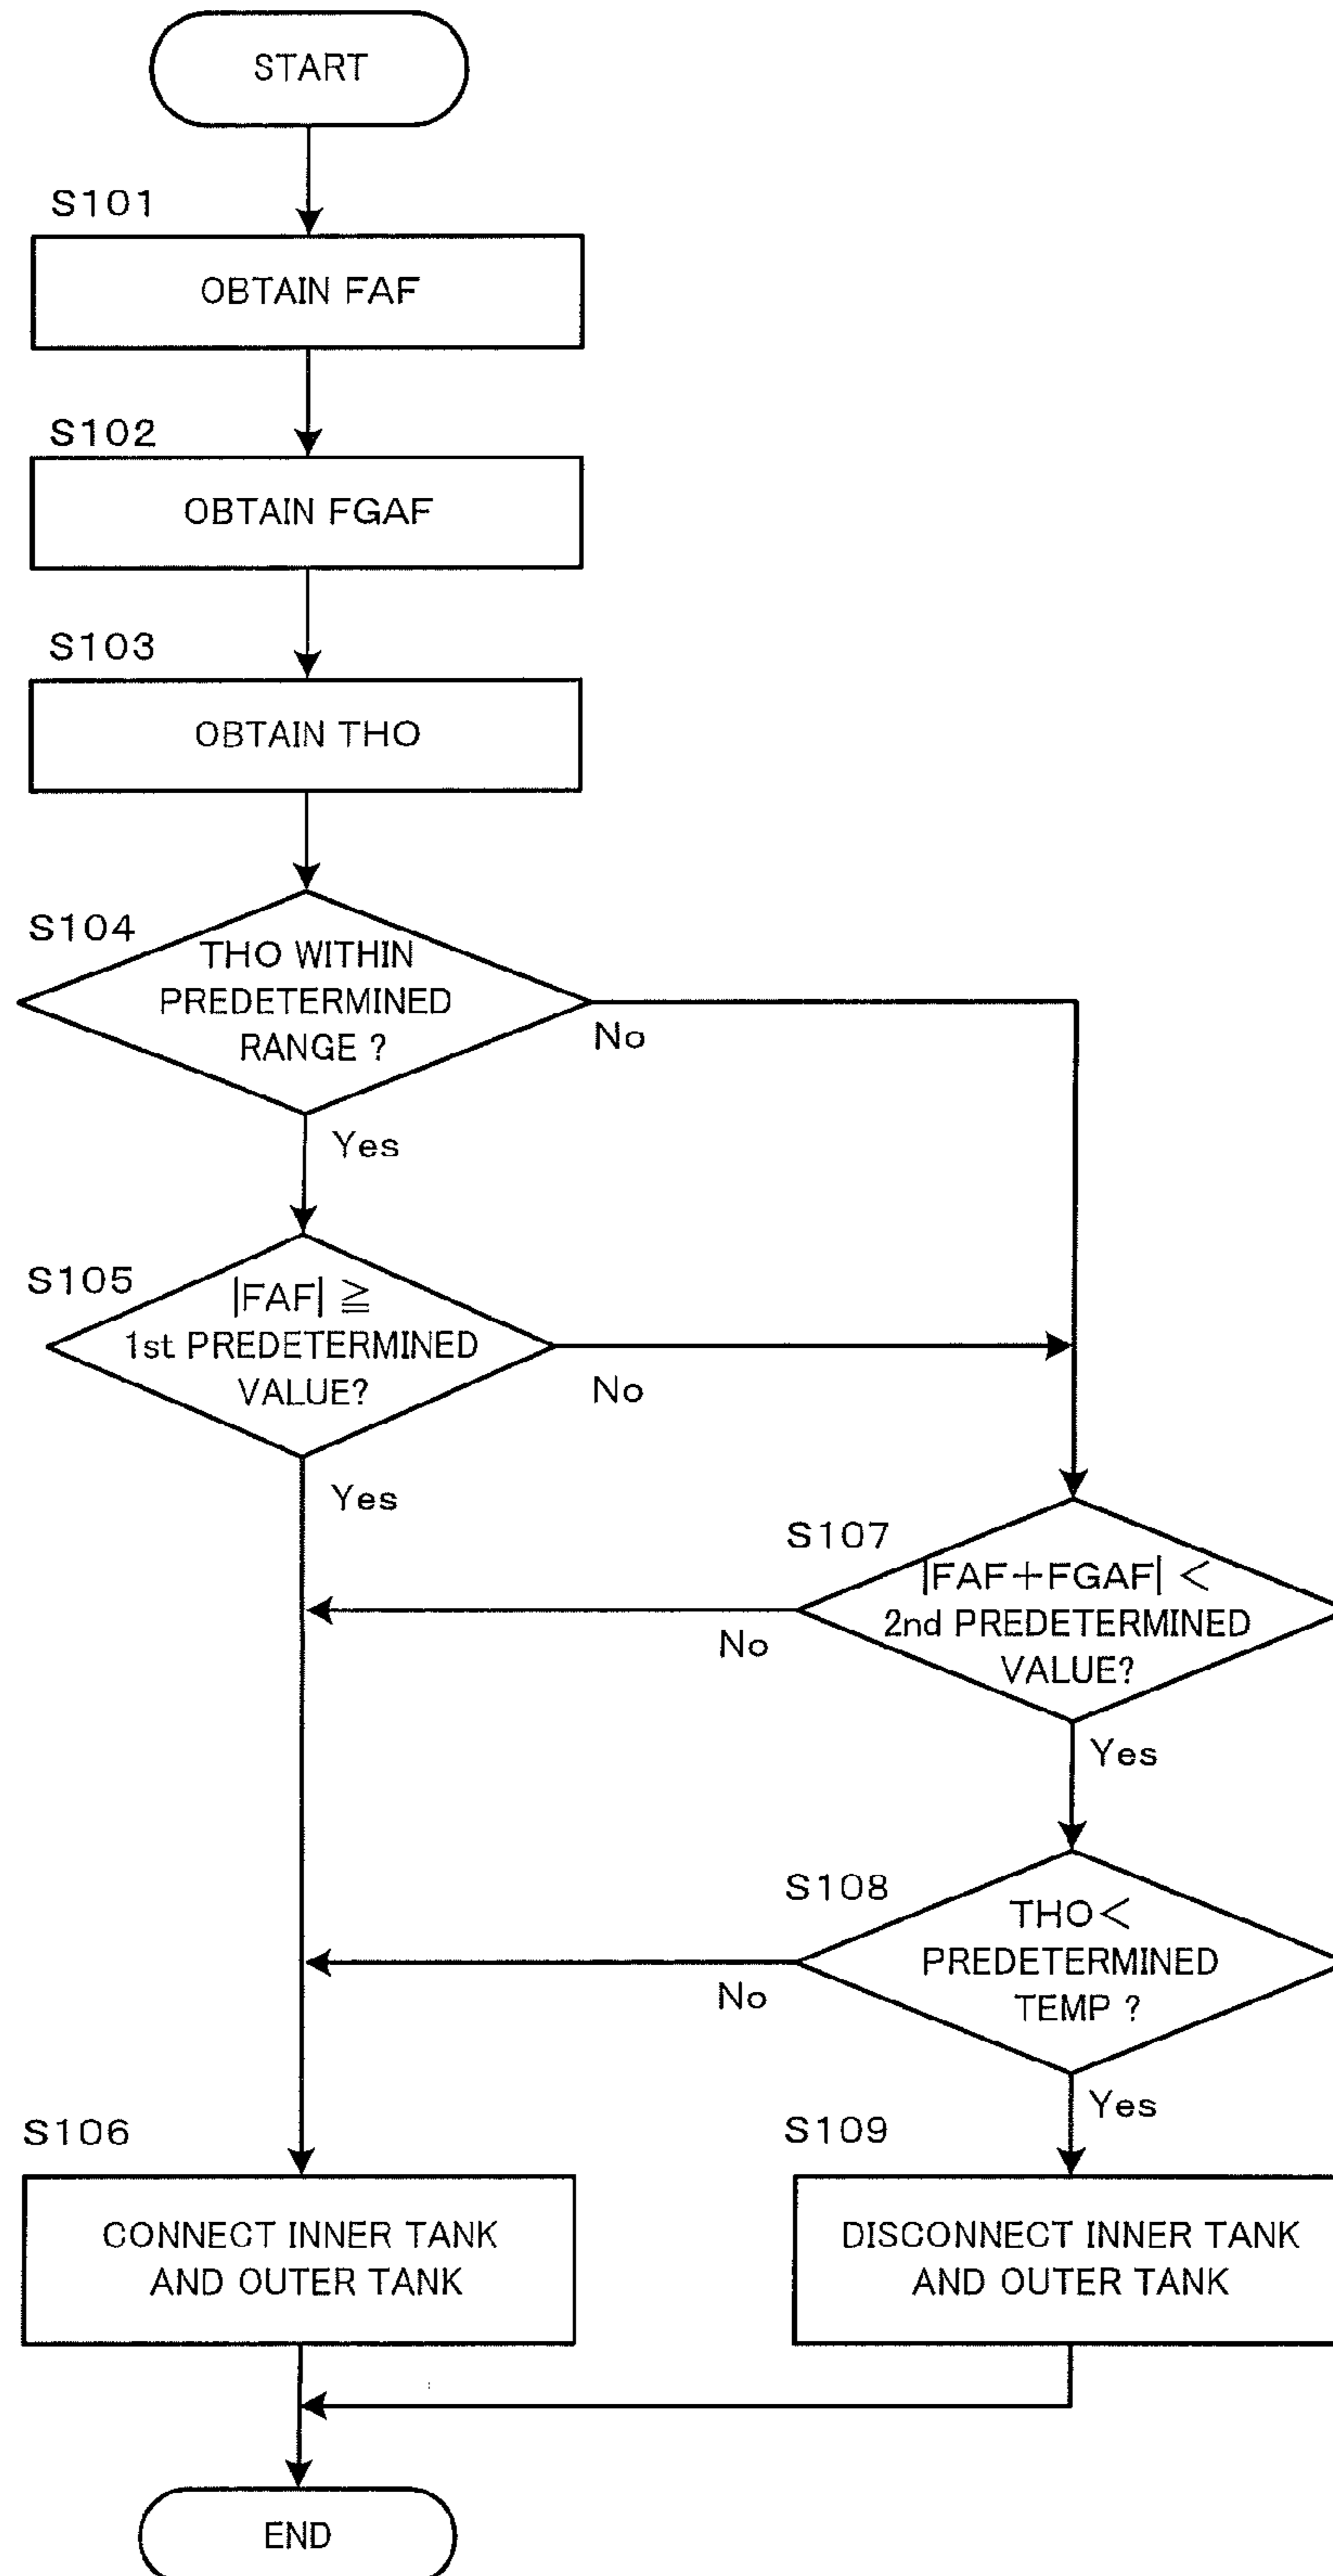 START
S101
OBTAIN FAF
S102
OBTAIN FGAF
S103
OBTAIN THO
S104
THO WITHIN
PREDETERMINED
RANGE ?
No
Yes
S105
|FAF| ≧
1st PREDETERMINED
VALUE?
No
Yes
S107
|FAF+FGAF| <
2nd PREDETERMINED
VALUE?
No
Yes
S108
THO<
PREDETERMINED
TEMP ?
No
Yes
S106
CONNECT INNER TANK
AND OUTER TANK
S109
DISCONNECT INNER TANK
AND OUTER TANK
END